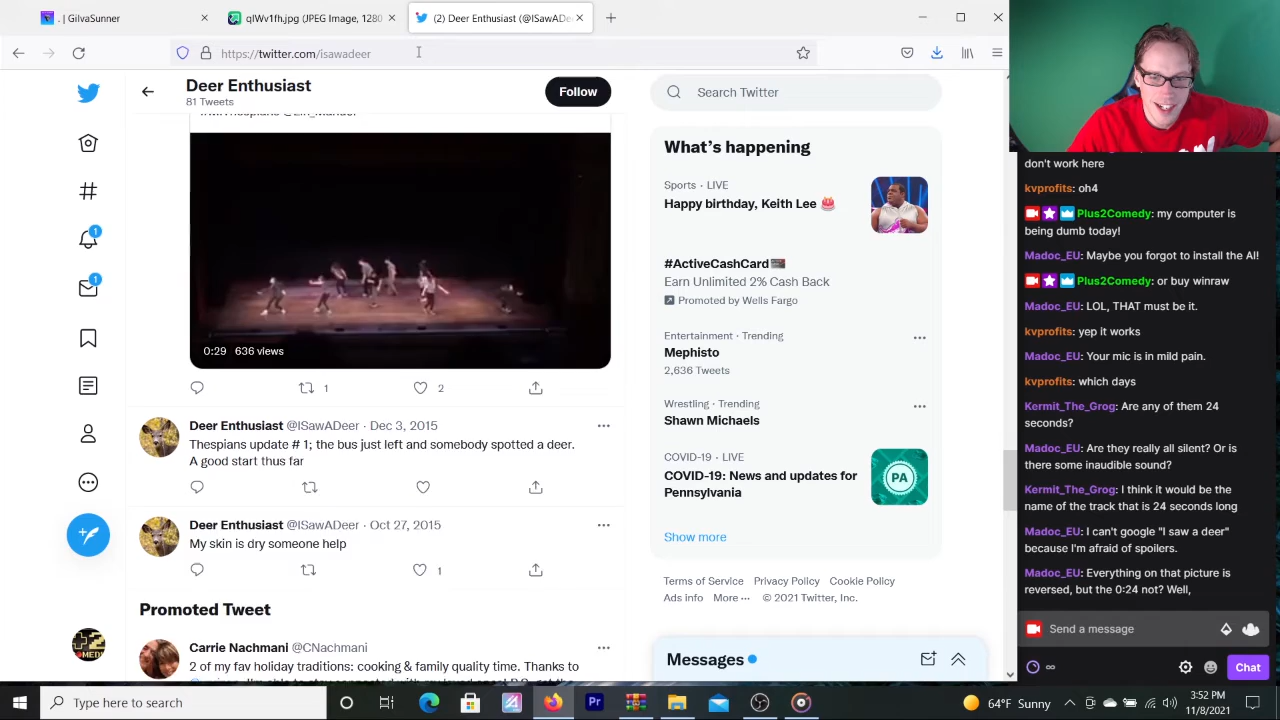 . | GilvaSunner
qIWv1fh.jpg (JPEG Image, 1280
(2) Deer Enthusiast (@ISawADe
https://twitter.com/isawadeer
Deer Enthusiast
81 Tweets
Follow
0:29 636 views
1
2
Deer Enthusiast @ISawADeer · Dec 3, 2015
Thespians update # 1; the bus just left and somebody spotted a deer.
A good start thus far
Deer Enthusiast @ISawADeer · Oct 27, 2015
My skin is dry someone help
1
Promoted Tweet
Carrie Nachmani @CNachmani
2 of my fav holiday traditions: cooking & family quality time. Thanks to
1
1
MED
Search Twitter
What's happening
Sports · LIVE
Happy birthday, Keith Lee 🎂
#ActiveCashCard
Earn Unlimited 2% Cash Back
Promoted by Wells Fargo
Entertainment · Trending
Mephisto
2,636 Tweets
Wrestling · Trending
Shawn Michaels
COVID-19 · LIVE
COVID-19: News and updates for
Pennsylvania
PA
Show more
Terms of Service Privacy Policy Cookie Policy
Ads info More ··· © 2021 Twitter, Inc.
Messages
don't work here
kvprofits: oh4
Plus2Comedy: my computer is
being dumb today!
Madoc_EU: Maybe you forgot to install the AI!
Plus2Comedy: or buy winraw
Madoc_EU: LOL, THAT must be it.
kvprofits: yep it works
Madoc_EU: Your mic is in mild pain.
kvprofits: which days
Kermit_The_Grog: Are any of them 24
seconds?
Madoc_EU: Are they really all silent? Or is
there some inaudible sound?
Kermit_The_Grog: I think it would be the
name of the track that is 24 seconds long
Madoc_EU: I can't google "I saw a deer"
because I'm afraid of spoilers.
Madoc_EU: Everything on that picture is
reversed, but the 0:24 not? Well,
Send a message
∞
Chat
Type here to search
Pr
64°F Sunny
3:52 PM
11/8/2021